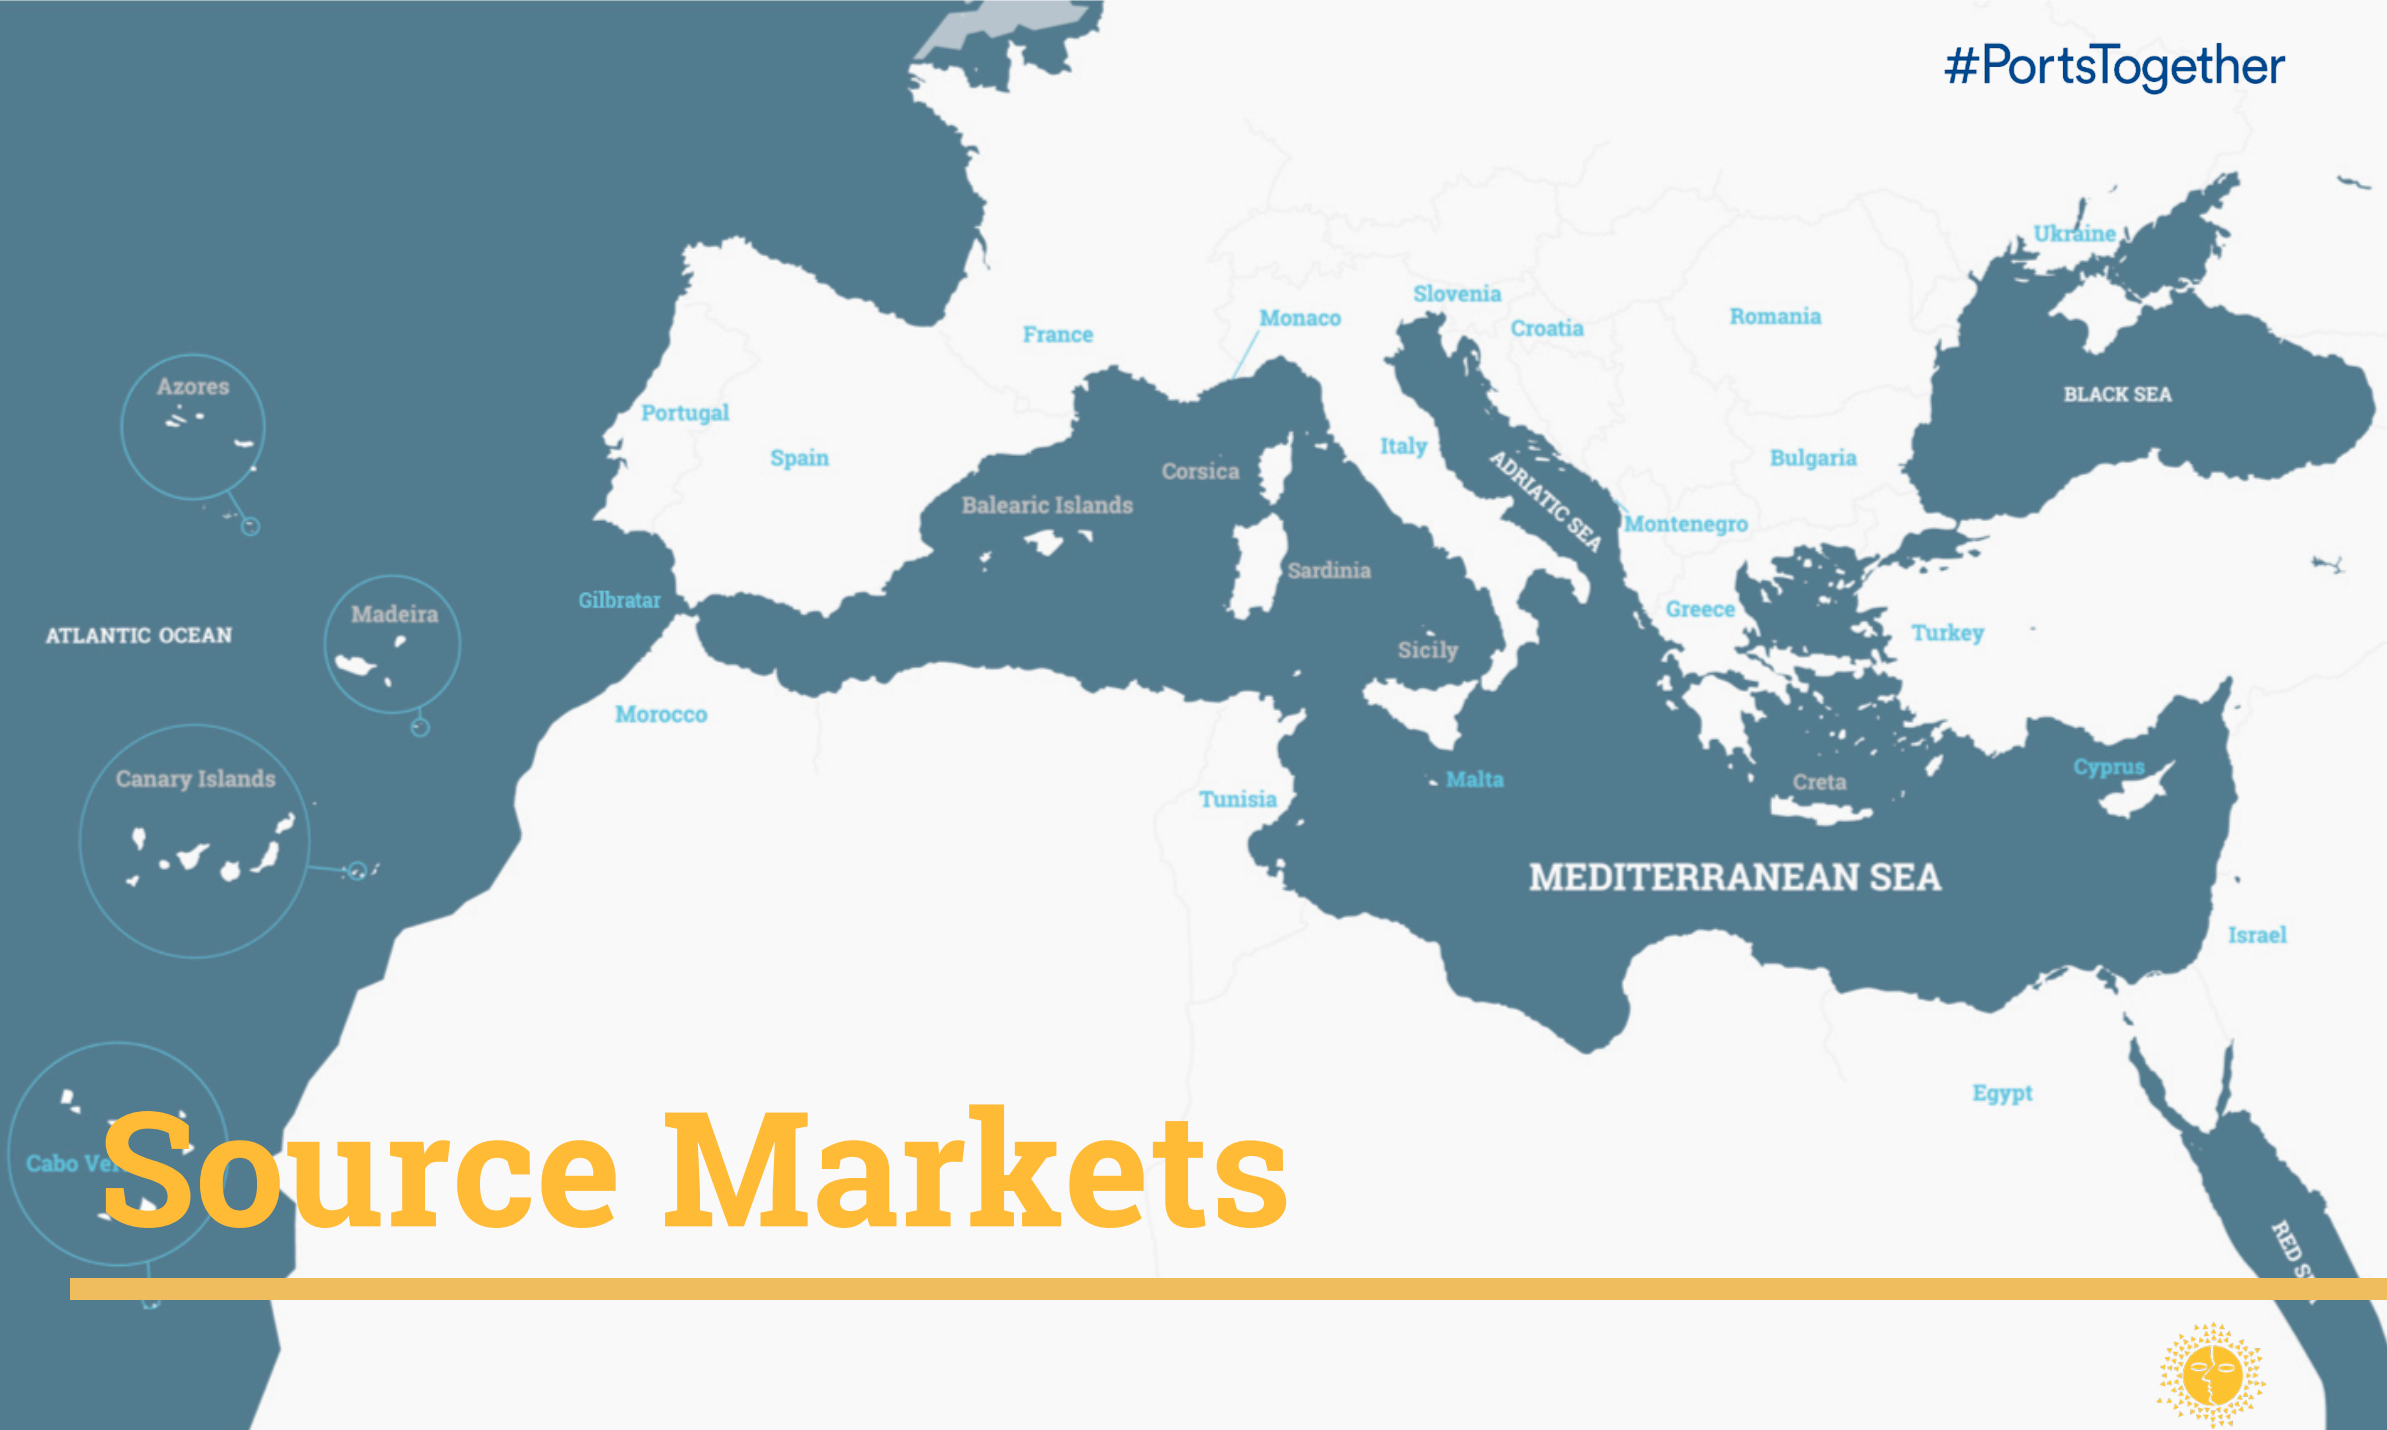 #PortsTogether
Ukraine
Slovenia
Monaco
Croatia
Romania
France
Azores
BLACK SEA
Portugal
Italy
Spain
Bulgaria
Corsica
ADRIATIC SEA
Balearic Islands
Montenegro
Sardinia
Gilbratar
Greece
Madeira
ATLANTIC OCEAN
Turkey
Sicily
Morocco
Cyprus
Canary Islands
Malta
Creta
Tunisia
MEDITERRANEAN SEA
Israel
Egypt
Cabo
Source Markets
RED